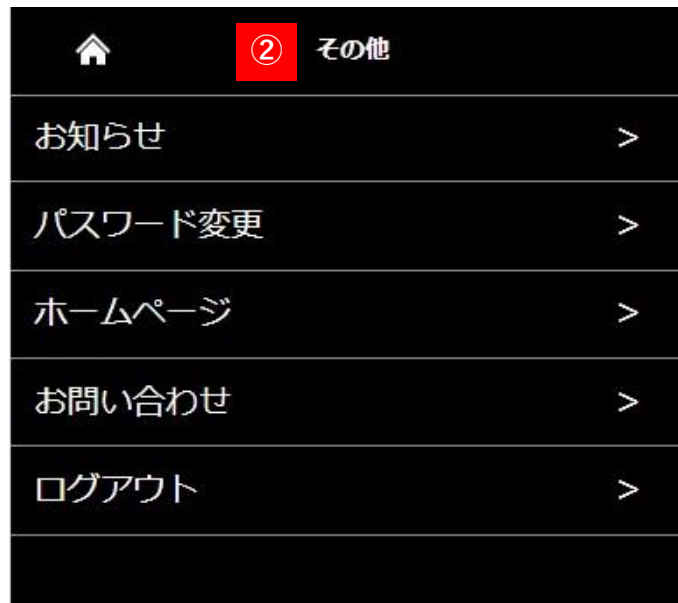 ② その他
お知らせ >
パスワード変更 >
ホームページ >
お問い合わせ >
ログアウト >